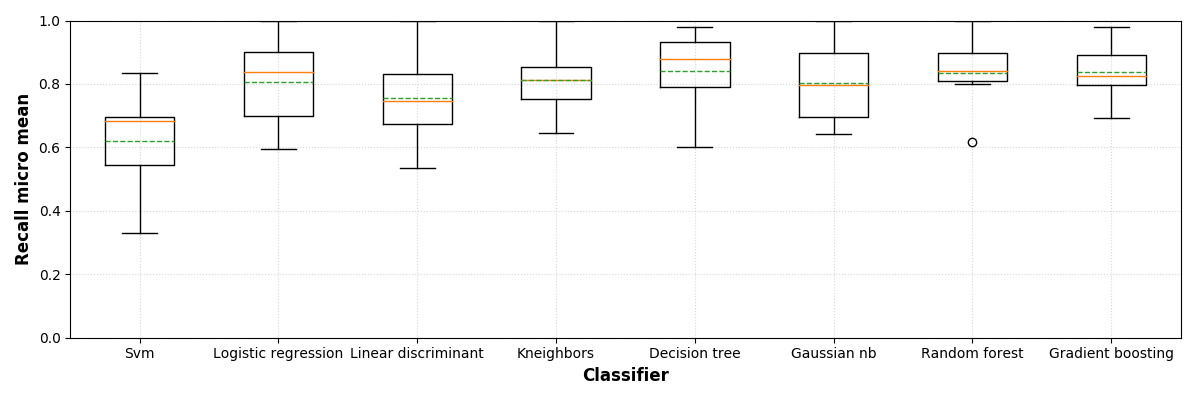 Recall micro mean
1.0
0.8
0.6
0.4
0.2
0.0
Svm Logistic regression Linear discriminant Kneighbors Decision tree Gaussian nb Random forest Gradient boosting
Classifier